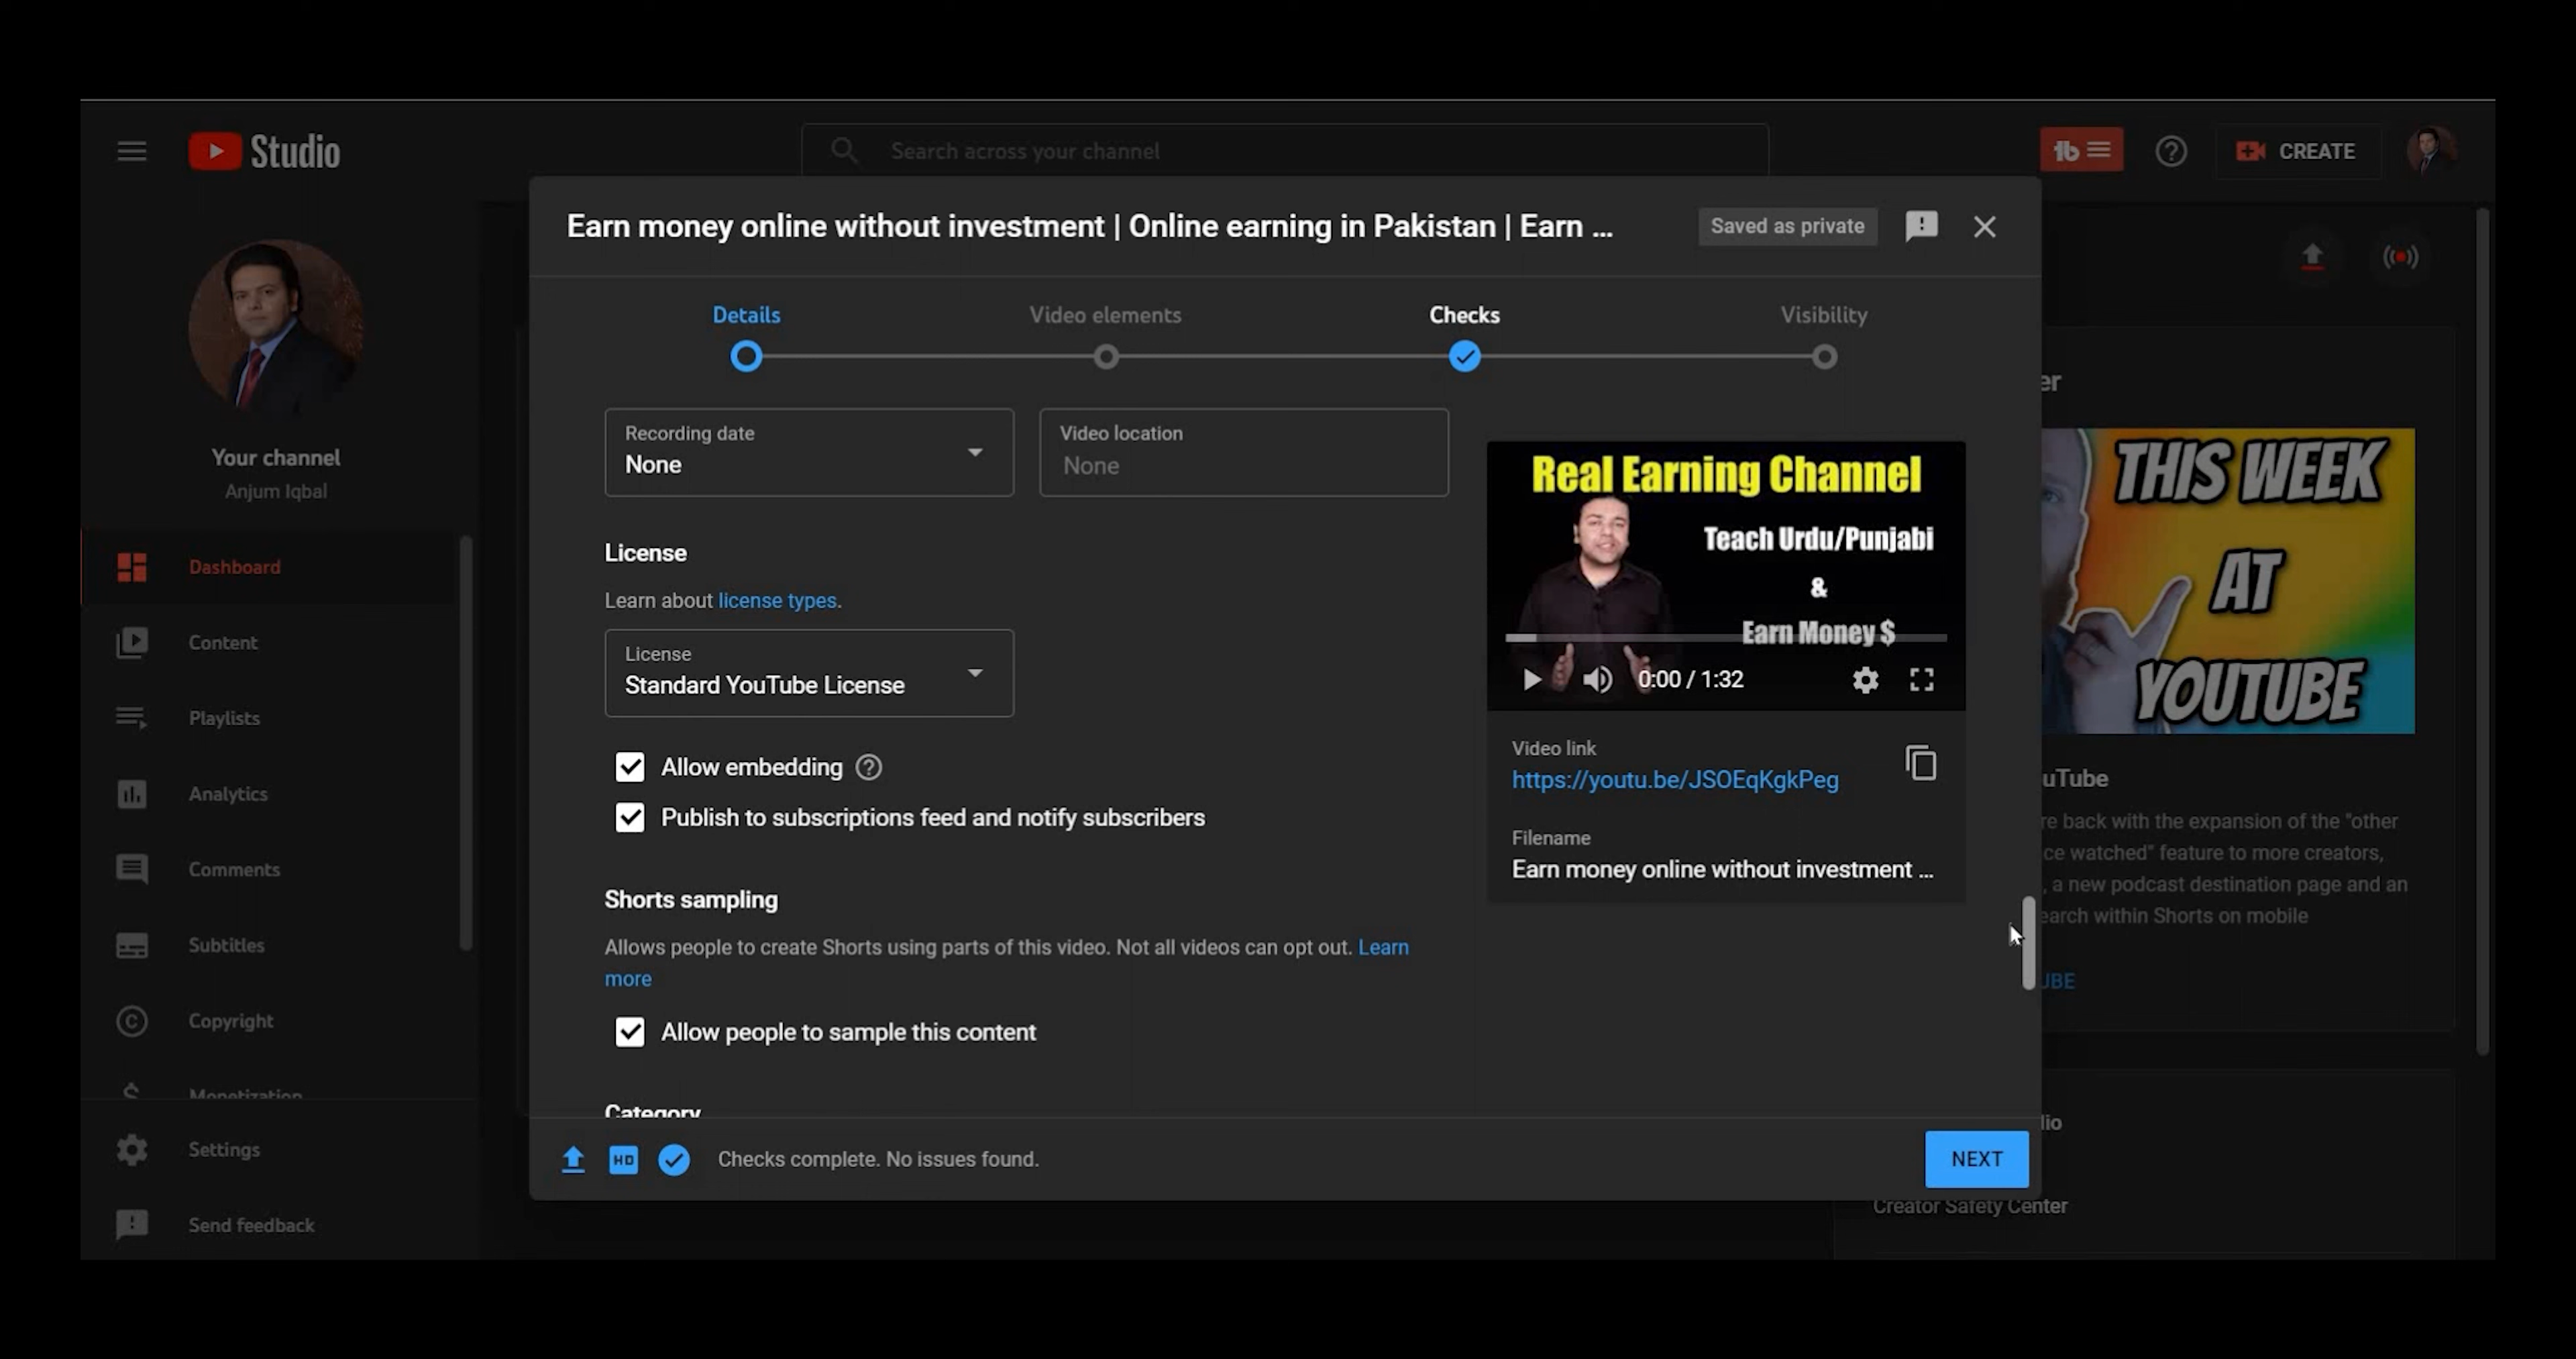 Studio
Search across your channel
CREATE
Earn money online without investment | Online earning in Pakistan | Earn ...
Saved as private
Details
Video elements
Checks
Visibility
Your channel
Anjum Iqbal
Dashboard
Content
Playlists
Analytics
Comments
Subtitles
Copyright
Monetization
Settings
Send feedback
Recording date
None
Video location
None
License
Learn about license types.
License
Standard YouTube License
Allow embedding
Publish to subscriptions feed and notify subscribers
Shorts sampling
Allows people to create Shorts using parts of this video. Not all videos can opt out. Learn
more
Allow people to sample this content
Category
Real Earning Channel
Teach Urdu/Punjabi
&
Earn Money $
0:00 / 1:32
Video link
https://youtu.be/JSOEqKgkPeg
Filename
Earn money online without investment ...
HD
Checks complete. No issues found.
NEXT
er
THIS WEEK
AT
YOUTUBE
uTube
re back with the expansion of the "other
ce watched" feature to more creators,
, a new podcast destination page and an
earch within Shorts on mobile
UBE
dio
Creator Safety Center